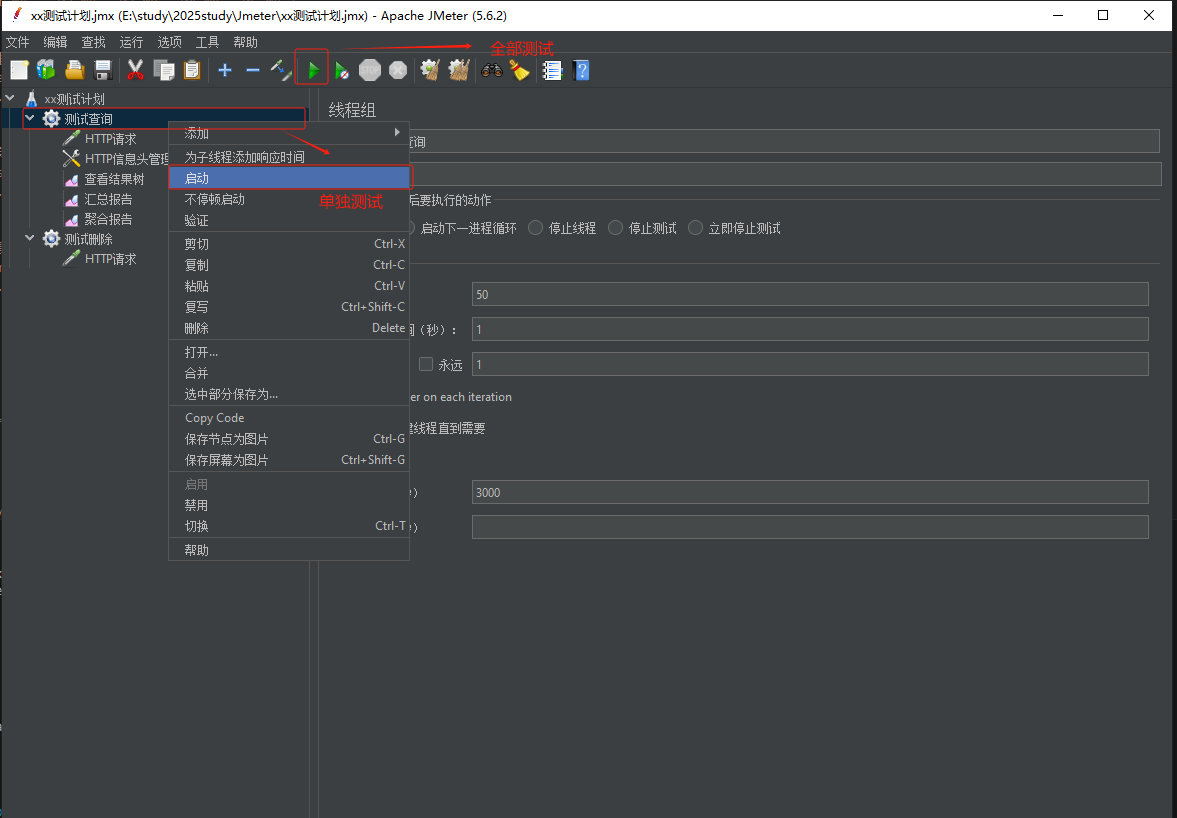 xx测试计划.jmx (E:\study\2025study\Jmeter\xx测试计划.jmx) - Apache JMeter (5.6.2)
文件 编辑 查找 运行 选项 工具 帮助
全部测试
STOP
xx测试计划
测试查询
HTTP请求
HTTP信息头管理
查看结果树
汇总报告
聚合报告
测试删除
HTTP请求
线程组
添加
为子线程添加响应时间
启动
不停顿启动
单独测试
验证
剪切 Ctrl-X
复制 Ctrl-C
粘贴 Ctrl-V
复写 Ctrl+Shift-C
删除 Delete
打开...
合并
选中部分保存为...
Copy Code
保存节点为图片 Ctrl-G
保存屏幕为图片 Ctrl+Shift-G
启用
禁用
切换 Ctrl-T
帮助
询
后要执行的动作
启动下一进程循环 停止线程 停止测试 立即停止测试
50
（秒）： 1
永远 1
er on each iteration
线程直到需要
) 3000
)